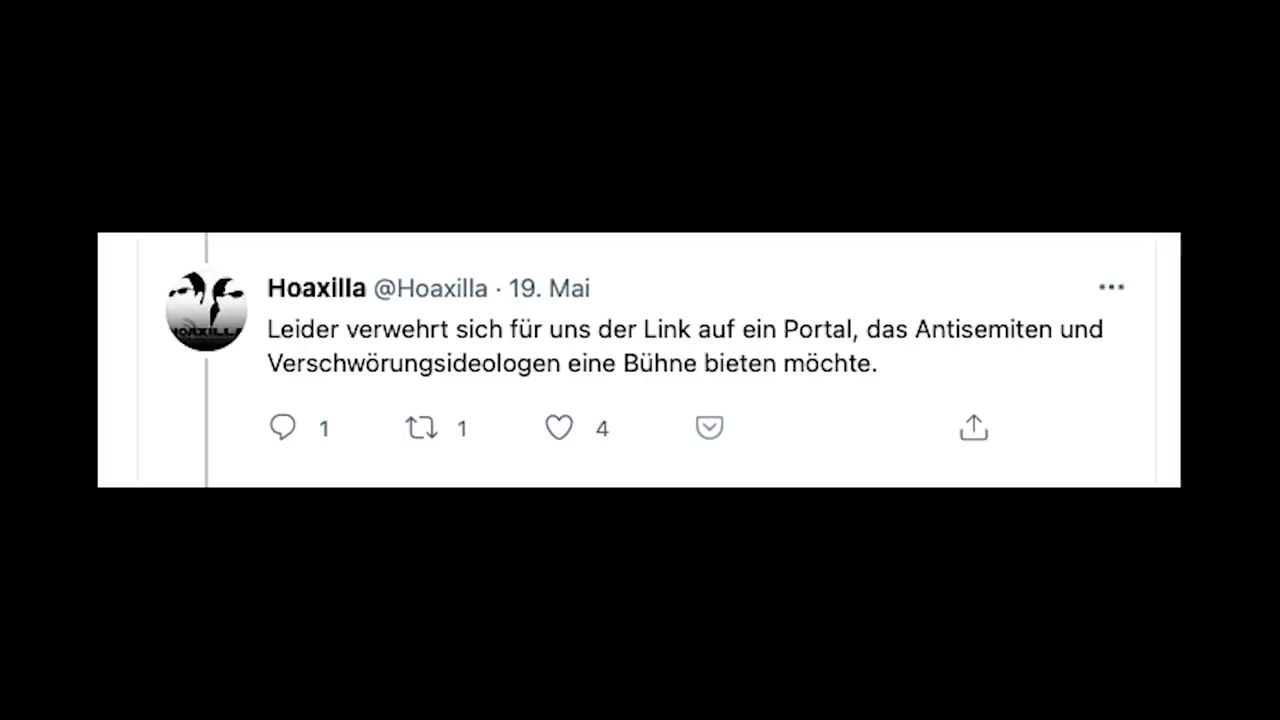 Hoaxilla @Hoaxilla · 19. Mai
Leider verwehrt sich für uns der Link auf ein Portal, das Antisemiten und
Verschwörungsideologen eine Bühne bieten möchte.
1 1 4
HOAXILLA